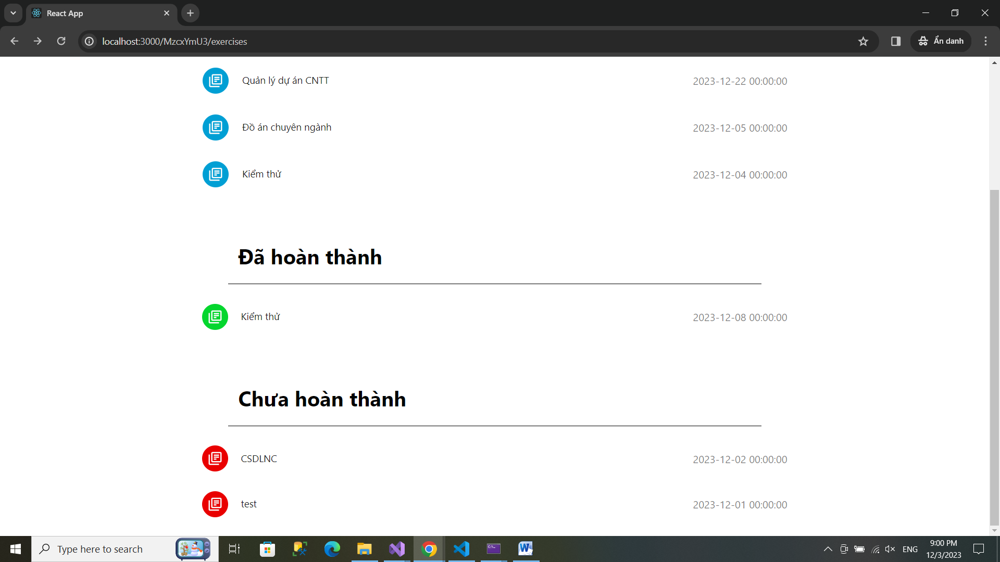 React App
localhost:3000/MzcxYmU3/exercises
Ẩn danh
Quản lý dự án CNTT 2023-12-22 00:00:00
Đồ án chuyên ngành 2023-12-05 00:00:00
Kiểm thử 2023-12-04 00:00:00
Đã hoàn thành
Kiểm thử 2023-12-08 00:00:00
Chưa hoàn thành
CSDLNC 2023-12-02 00:00:00
test 2023-12-01 00:00:00
Type here to search
ENG
9:00 PM
12/3/2023